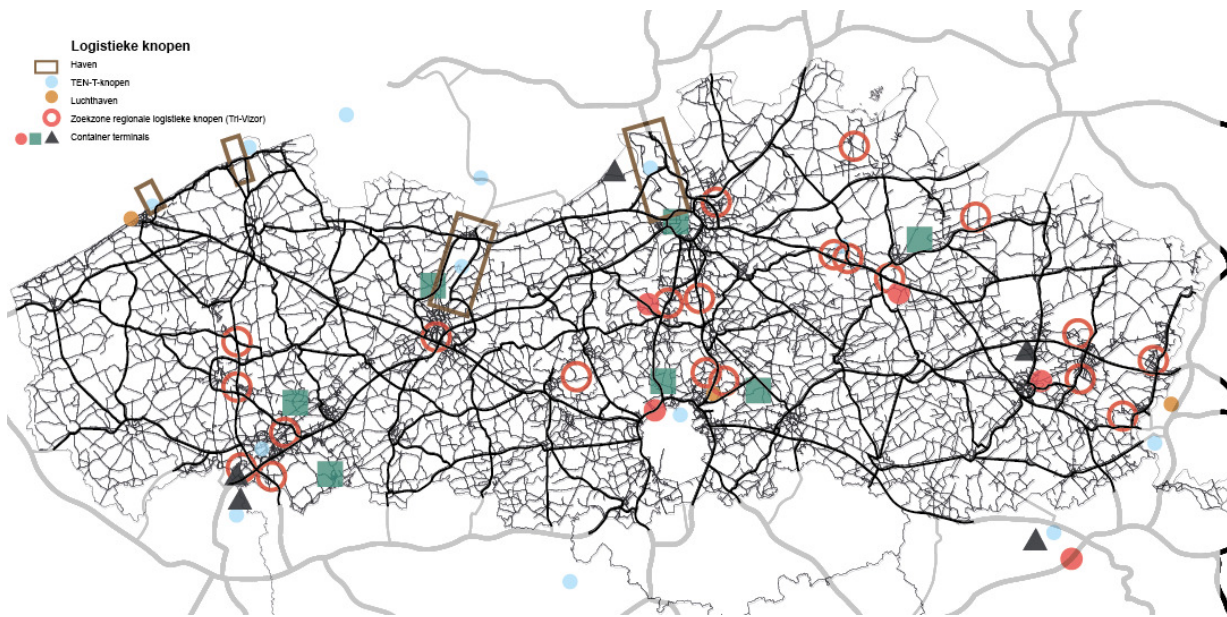 Logistieke knopen
Haven
TEN-T-knopen
Luchthaven
Zoekzone regionale logistieke knopen (Tri-Vizor)
Container terminals